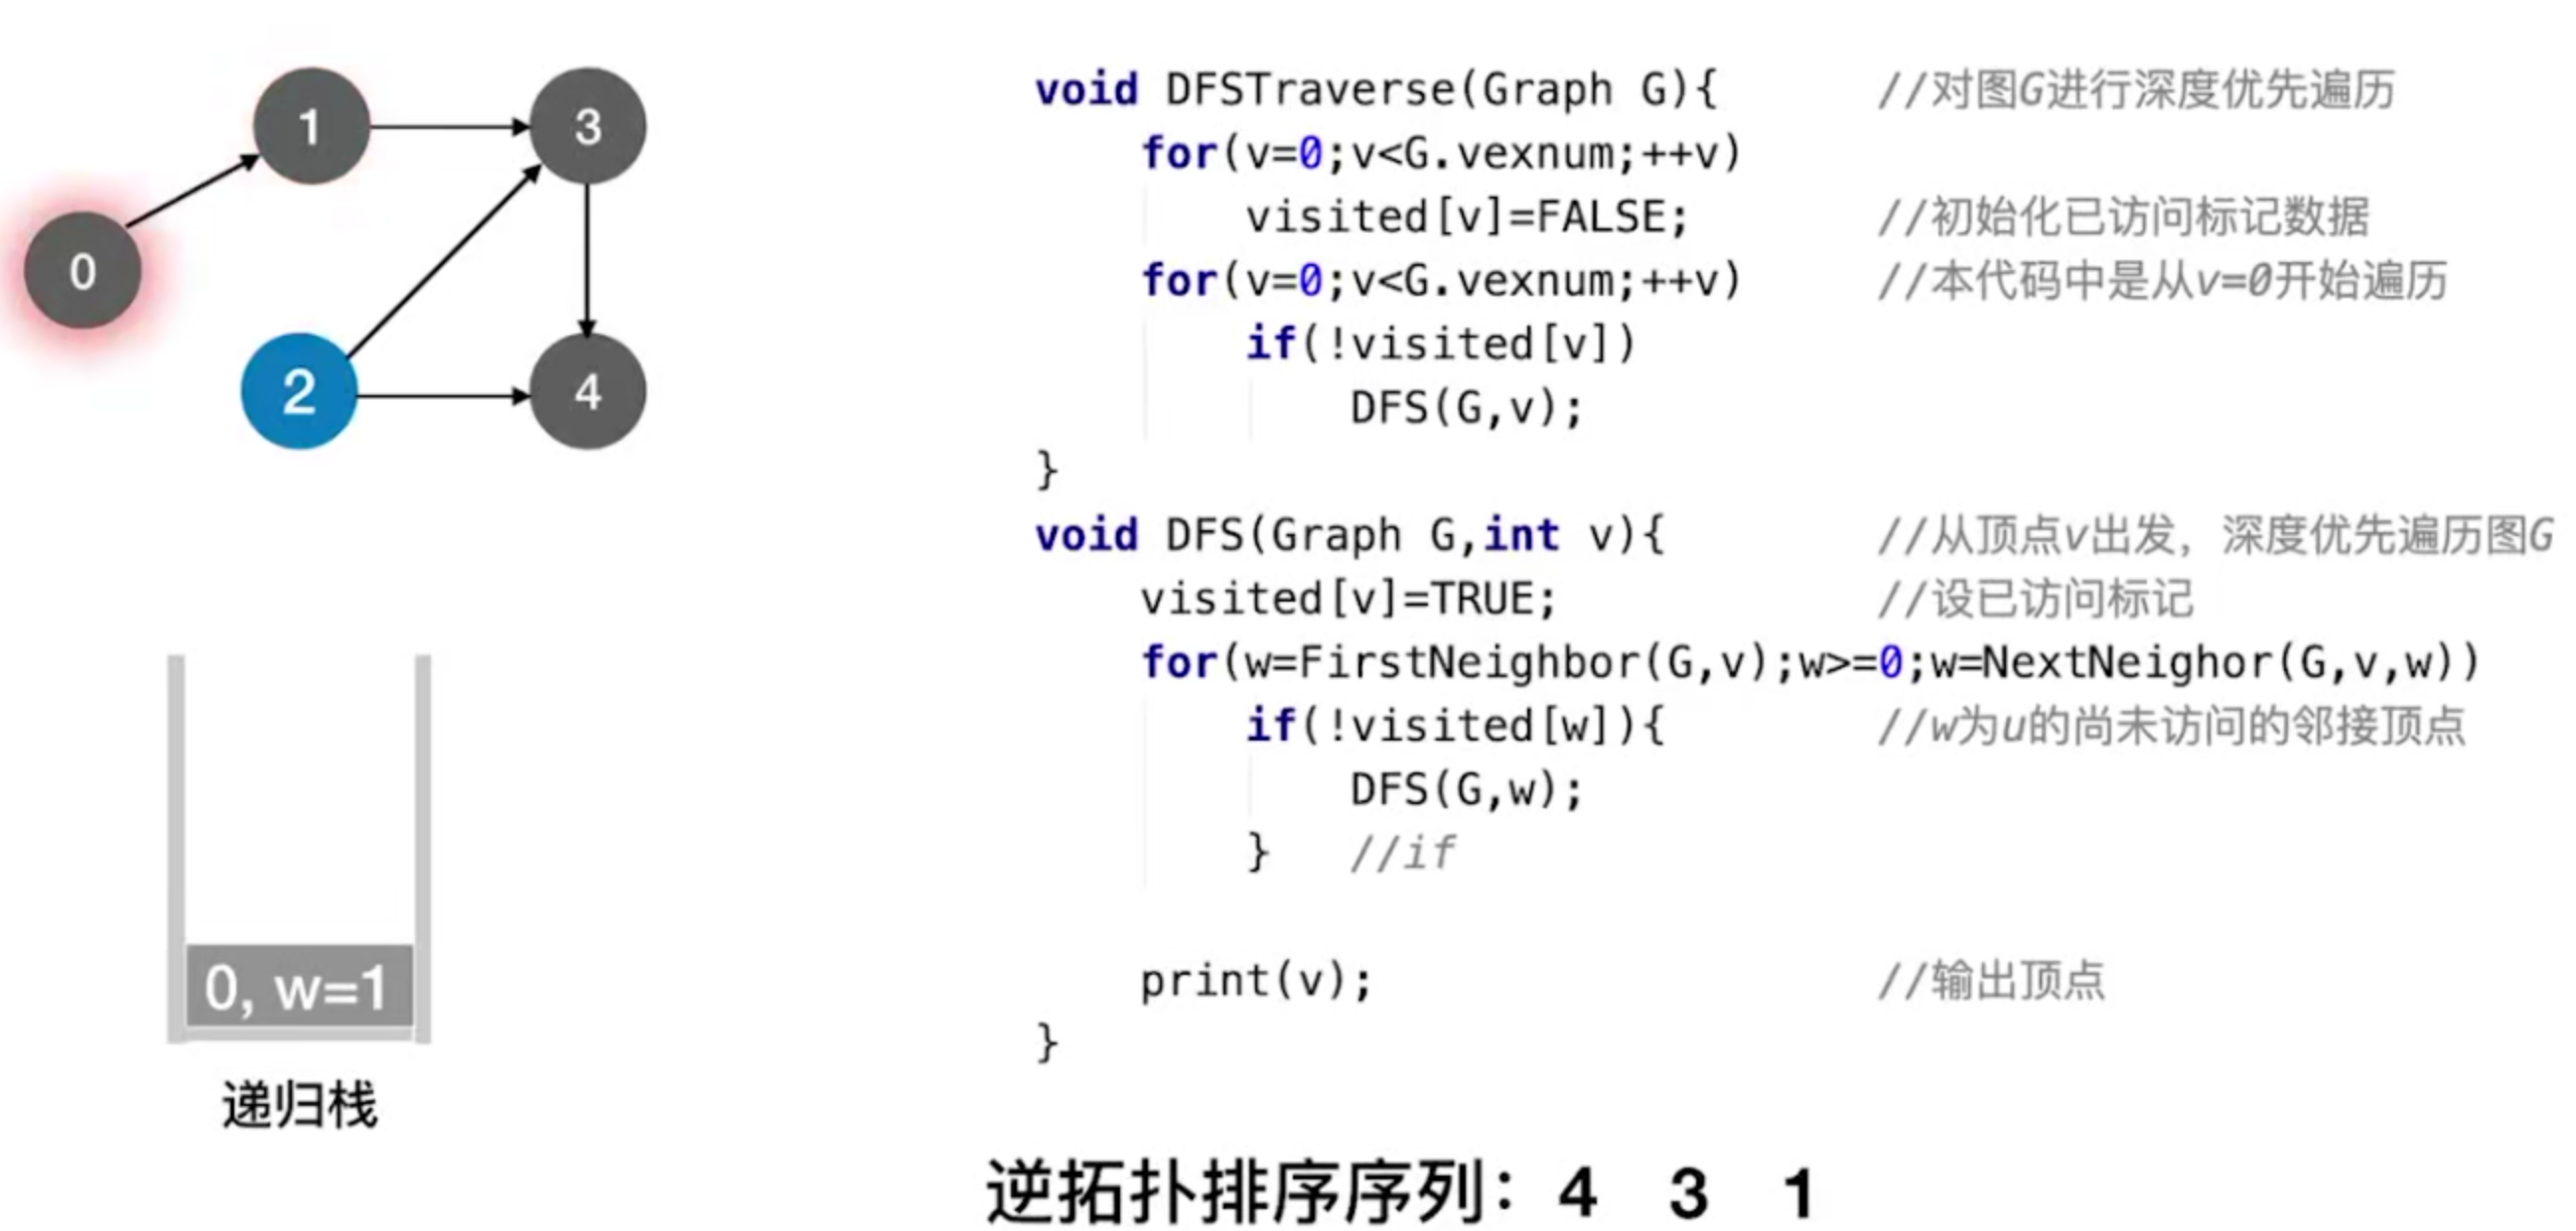 1
3
0
2
4
0, w=1
递归栈
void DFSTraverse(Graph G){ //对图G进行深度优先遍历
for(v=0;v<G.vexnum;++v)
visited[v]=FALSE; //初始化已访问标记数据
for(v=0;v<G.vexnum;++v) //本代码中是从v=0开始遍历
if(!visited[v])
DFS(G,v);
}
void DFS(Graph G,int v){ //从顶点v出发，深度优先遍历图G
visited[v]=TRUE; //设已访问标记
for(w=FirstNeighbor(G,v);w>=0;w=NextNeighor(G,v,w))
if(!visited[w]){ //w为u的尚未访问的邻接顶点
DFS(G,w);
} //if
print(v); //输出顶点
}
逆拓扑排序序列：4 3 1